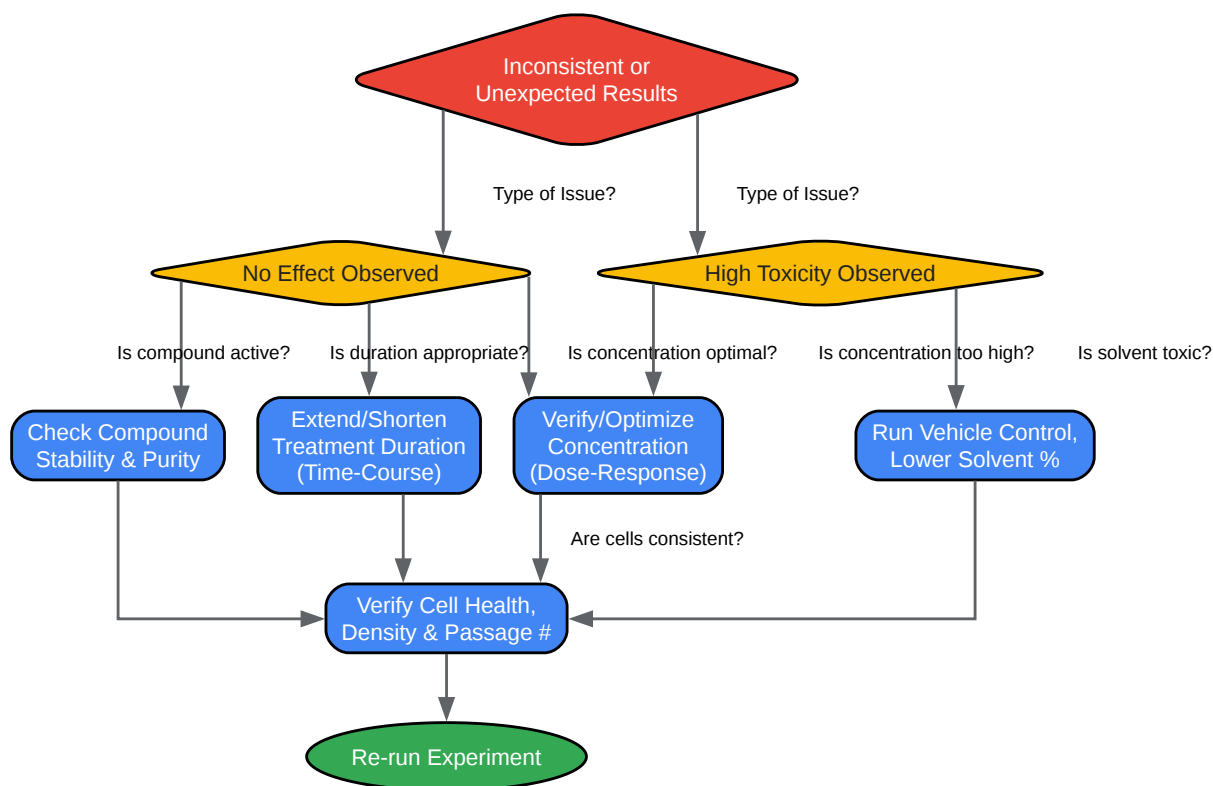 Inconsistent or
Unexpected Results
Type of Issue?
Type of Issue?
No Effect Observed
High Toxicity Observed
Is compound active?
Is duration appropriate?
Is concentration optimal?
Is concentration too high?
Is solvent toxic?
Check Compound
Stability & Purity
Extend/Shorten
Treatment Duration
(Time-Course)
Verify/Optimize
Concentration
(Dose-Response)
Run Vehicle Control,
Lower Solvent %
Are cells consistent?
Verify Cell Health,
Density & Passage #
Re-run Experiment